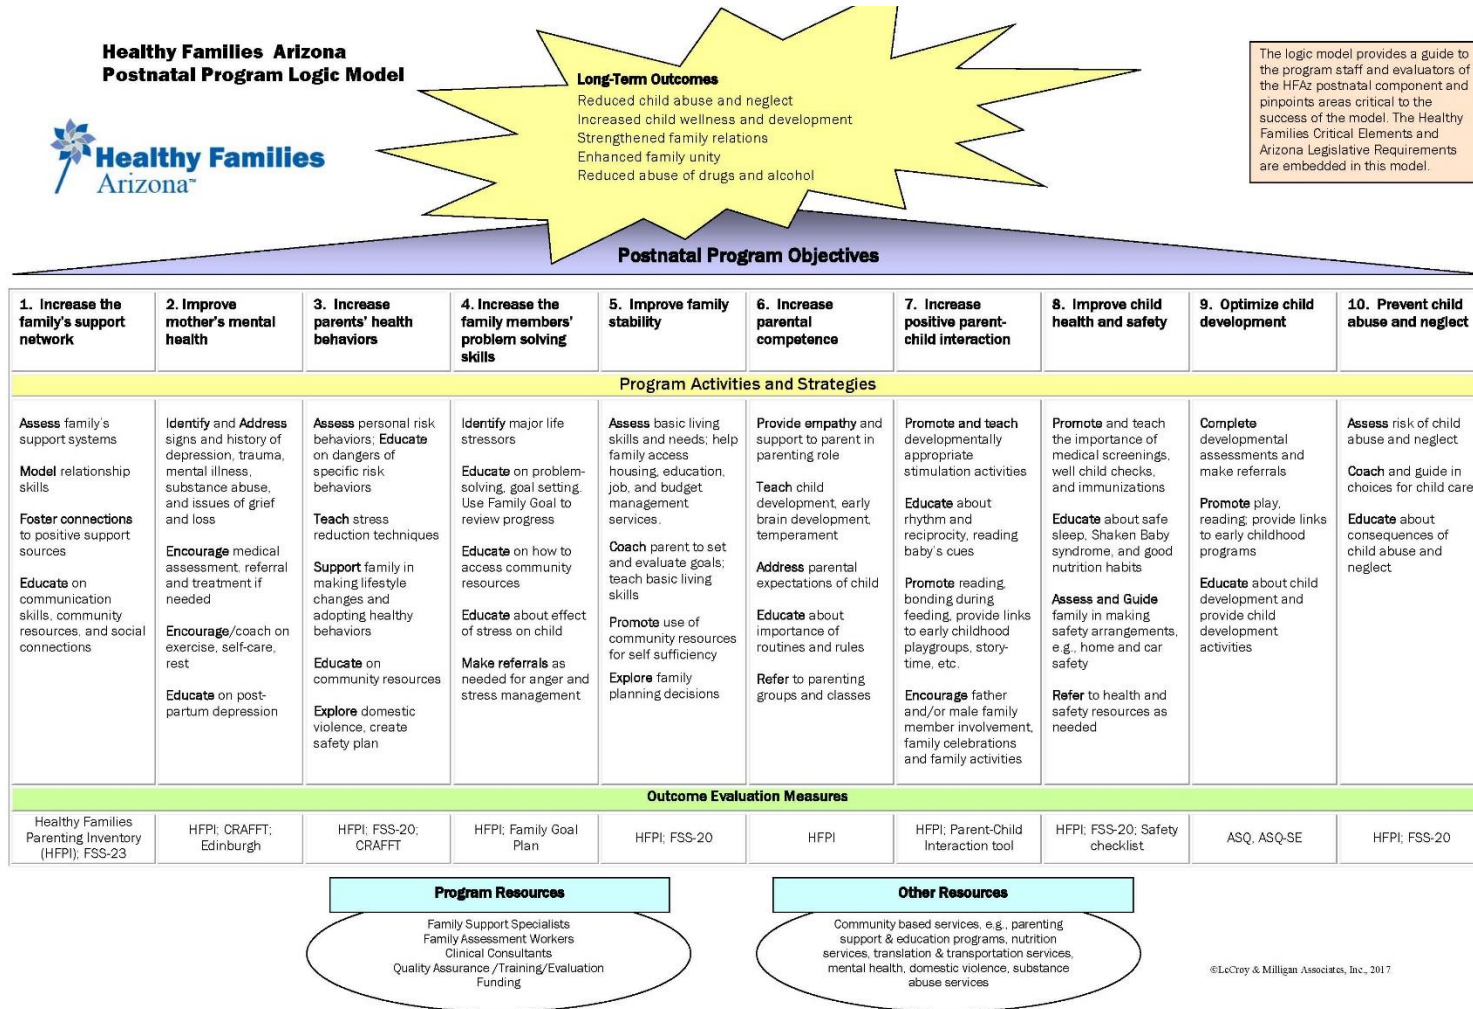 Healthy Families Arizona
Postnatal Program Logic Model
Healthy Families
Arizona™
Long-Term Outcomes
Reduced child abuse and neglect
Increased child wellness and development
Strengthened family relations
Enhanced family unity
Reduced abuse of drugs and alcohol
The logic model provides a guide to
the program staff and evaluators of
the HFAz postnatal component and
pinpoints areas critical to the
success of the model. The Healthy
Families Critical Elements and
Arizona Legislative Requirements
are embedded in this model.
Postnatal Program Objectives
1. Increase the
family's support
network
2. Improve
mother's mental
health
3. Increase
parents' health
behaviors
4. Increase the
family members'
problem solving
skills
5. Improve family
stability
6. Increase
parental
competence
7. Increase
positive parent-
child interaction
8. Improve child
health and safety
9. Optimize child
development
10. Prevent child
abuse and neglect
Program Activities and Strategies
Assess family's
support systems
Model relationship
skills
Foster connections
to positive support
sources
Educate on
communication
skills, community
resources, and social
connections
Identify and Address
signs and history of
depression, trauma,
mental illness,
substance abuse,
and issues of grief
and loss
Encourage medical
assessment, referral
and treatment if
needed
Encourage/coach on
exercise, self-care,
rest
Educate on post-
partum depression
Assess personal risk
behaviors; Educate
on dangers of
specific risk
behaviors
Teach stress
reduction techniques
Support family in
making lifestyle
changes and
adopting healthy
behaviors
Educate on
community resources
Explore domestic
violence, create
safety plan
Identify major life
stressors
Educate on problem-
solving, goal setting.
Use Family Goal to
review progress
Educate on how to
access community
resources
Educate about effect
of stress on child
Make referrals as
needed for anger and
stress management
Assess basic living
skills and needs; help
family access
housing, education,
job, and budget
management
services.
Coach parent to set
and evaluate goals;
teach basic living
skills
Promote use of
community resources
for self sufficiency
Explore family
planning decisions
Provide empathy and
support to parent in
parenting role
Teach child
development, early
brain development,
temperament
Address parental
expectations of child
Educate about
importance of
routines and rules
Refer to parenting
groups and classes
Promote and teach
developmentally
appropriate
stimulation activities
Educate about
rhythm and
reciprocity, reading
baby's cues
Promote reading,
bonding during
feeding, provide links
to early childhood
playgroups, story-
time, etc.
Encourage father
and/or male family
member involvement,
family celebrations
and family activities
Promote and teach
the importance of
medical screenings,
well child checks,
and immunizations
Educate about safe
sleep, Shaken Baby
syndrome, and good
nutrition habits
Assess and Guide
family in making
safety arrangements,
e.g., home and car
safety
Refer to health and
safety resources as
needed
Complete
developmental
assessments and
make referrals
Promote play,
reading; provide links
to early childhood
programs
Educate about child
development and
provide child
development
activities
Assess risk of child
abuse and neglect
Coach and guide in
choices for child care
Educate about
consequences of
child abuse and
neglect
Outcome Evaluation Measures
Healthy Families
Parenting Inventory
(HFPI); FSS-23
HFPI; CRAFFT;
Edinburgh
HFPI; FSS-20;
CRAFFT
HFPI; Family Goal
Plan
HFPI; FSS-20
HFPI
HFPI; Parent-Child
Interaction tool
HFPI; FSS-20; Safety
checklist
ASQ, ASQ-SE
HFPI; FSS-20
Program Resources
Family Support Specialists
Family Assessment Workers
Clinical Consultants
Quality Assurance /Training/Evaluation
Funding
Other Resources
Community based services, e.g., parenting
support & education programs, nutrition
services, translation & transportation services,
mental health, domestic violence, substance
abuse services
©LeCroy & Milligan Associates, Inc., 2017